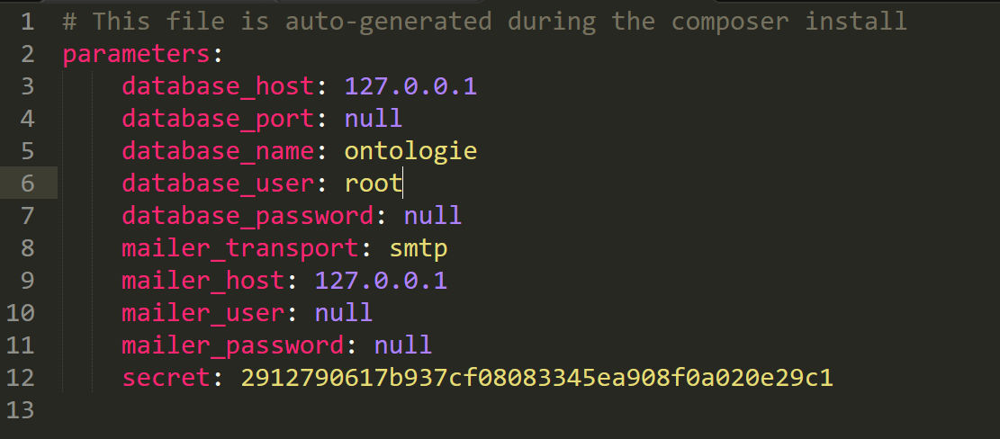 1 # This file is auto-generated during the composer install
2 parameters:
3     database_host: 127.0.0.1
4     database_port: null
5     database_name: ontologie
6     database_user: root
7     database_password: null
8     mailer_transport: smtp
9     mailer_host: 127.0.0.1
10     mailer_user: null
11     mailer_password: null
12     secret: 2912790617b937cf08083345ea908f0a020e29c1
13